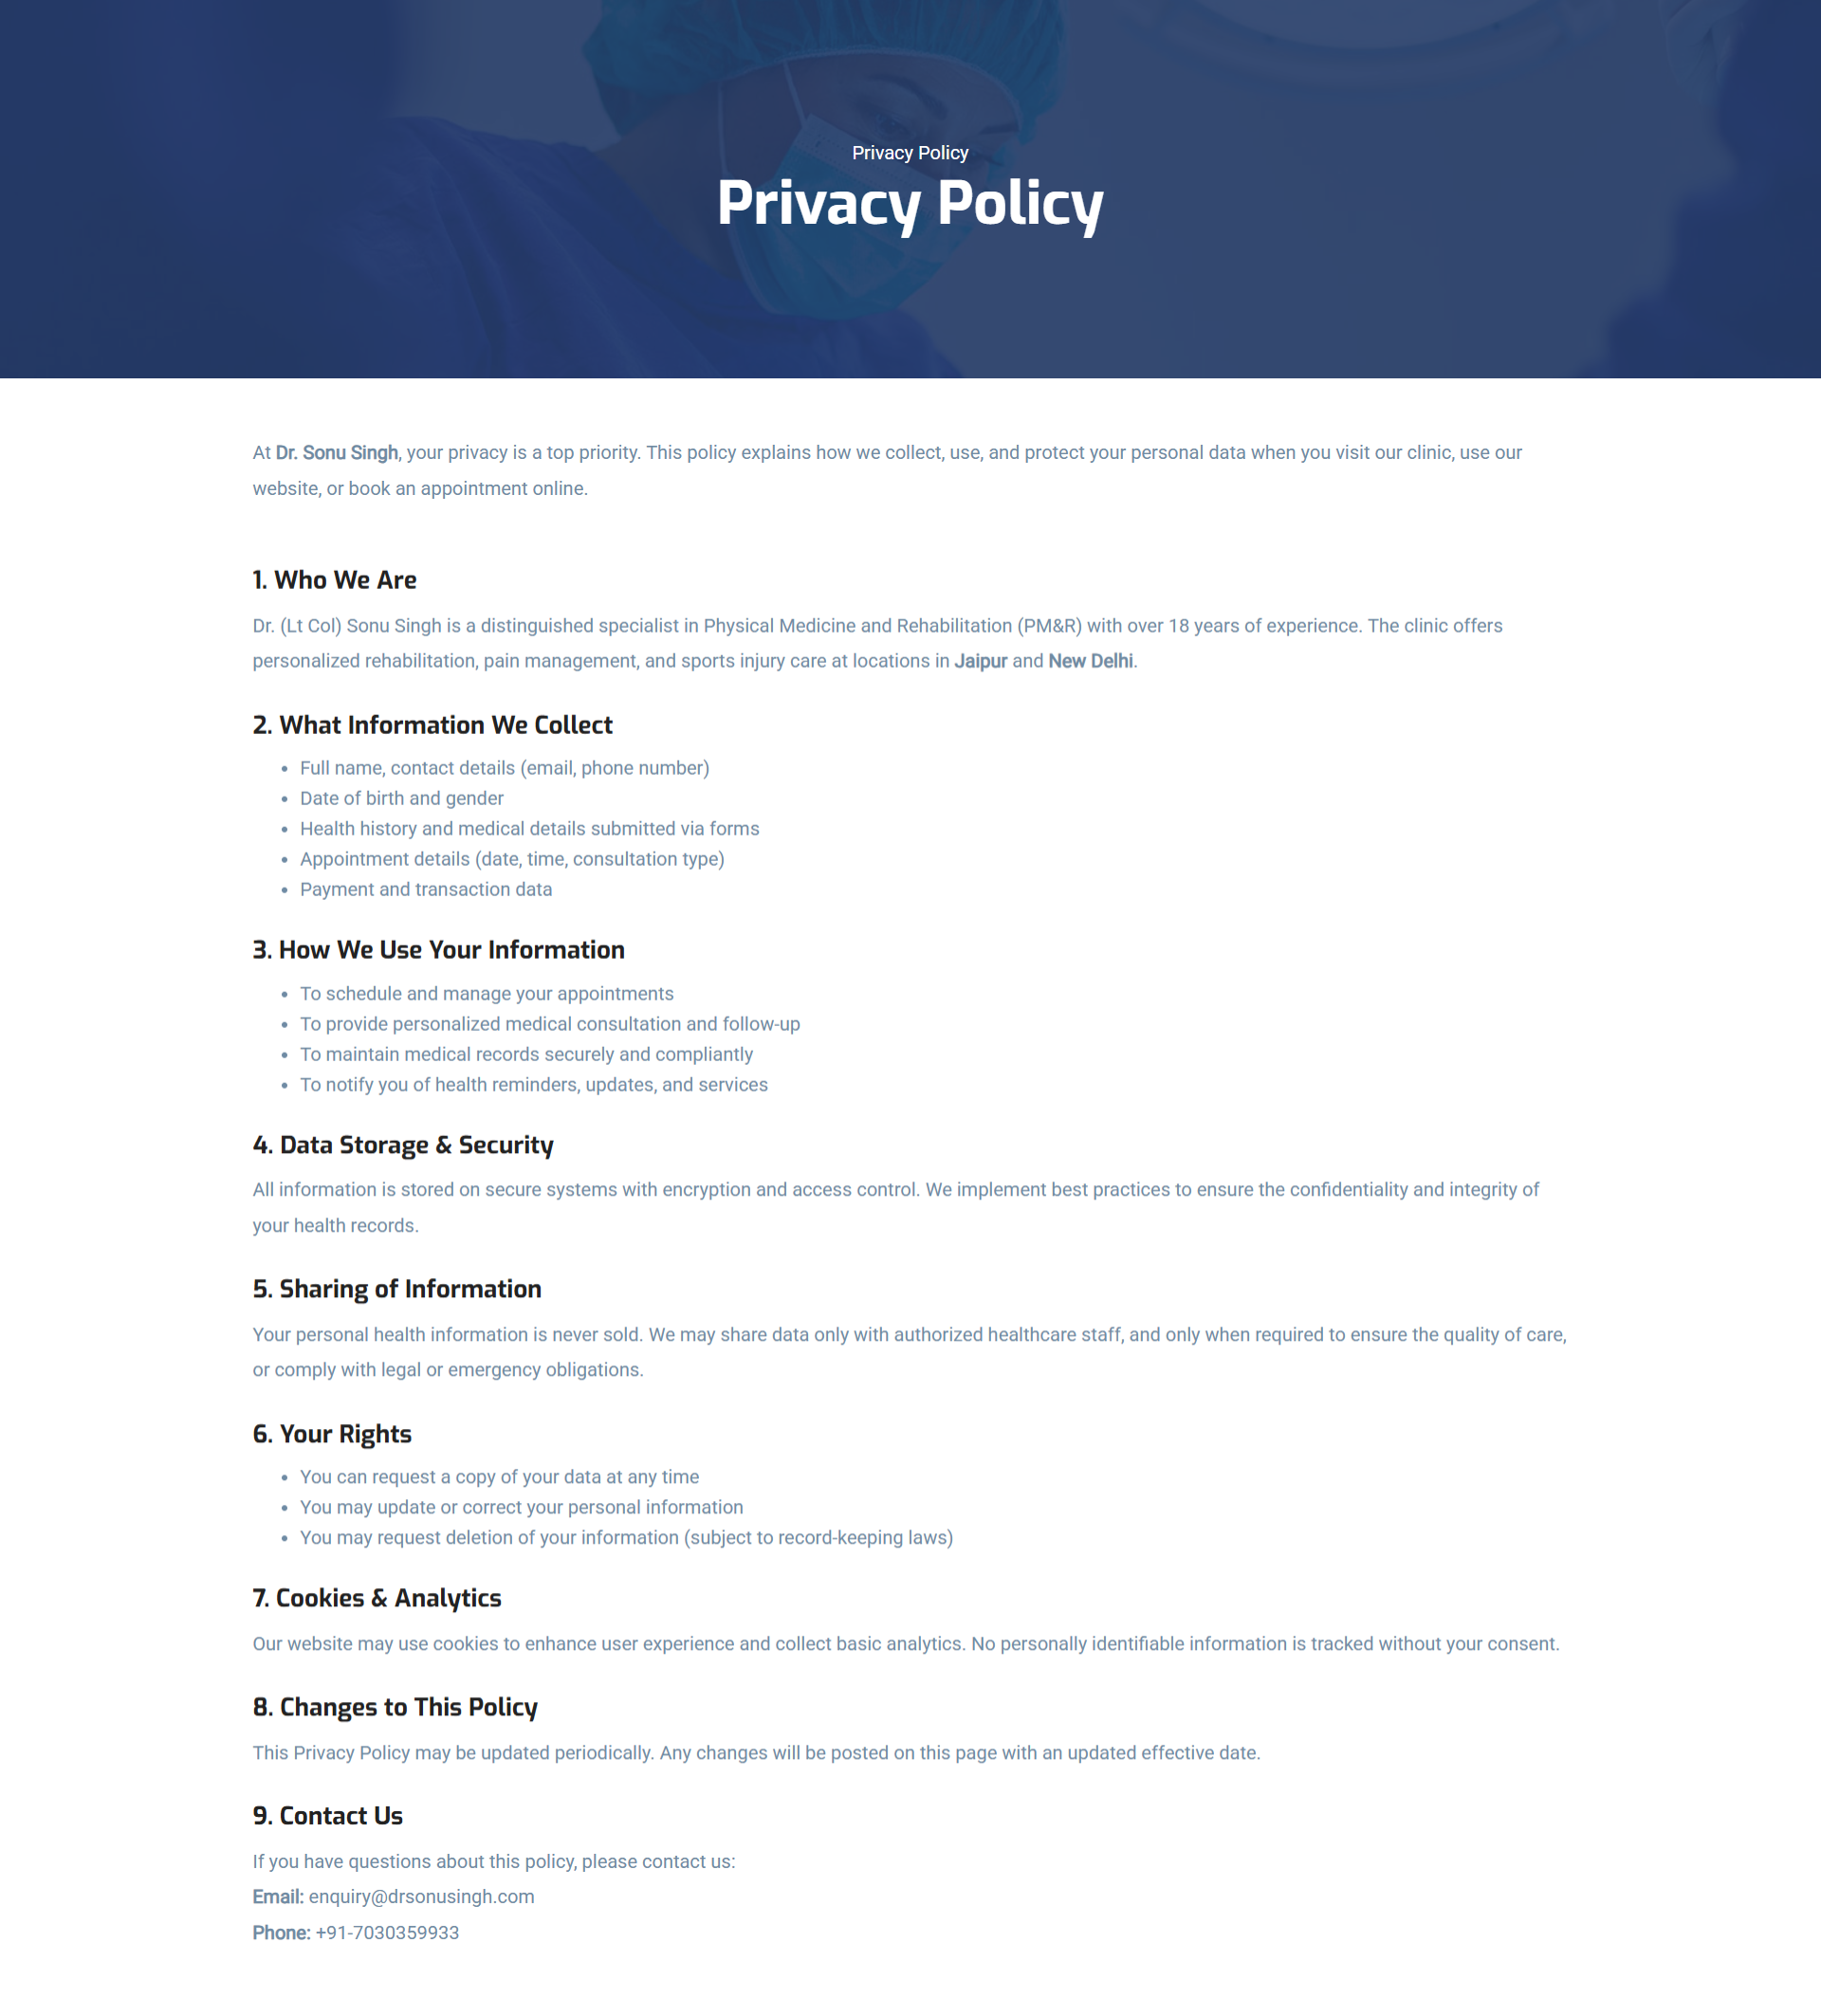 Privacy Policy
Privacy Policy
At Dr. Sonu Singh, your privacy is a top priority. This policy explains how we collect, use, and protect your personal data when you visit our clinic, use our
website, or book an appointment online.
1. Who We Are
Dr. (Lt Col) Sonu Singh is a distinguished specialist in Physical Medicine and Rehabilitation (PM&R) with over 18 years of experience. The clinic offers
personalized rehabilitation, pain management, and sports injury care at locations in Jaipur and New Delhi.
2. What Information We Collect
• Full name, contact details (email, phone number)
• Date of birth and gender
• Health history and medical details submitted via forms
• Appointment details (date, time, consultation type)
• Payment and transaction data
3. How We Use Your Information
• To schedule and manage your appointments
• To provide personalized medical consultation and follow-up
• To maintain medical records securely and compliantly
• To notify you of health reminders, updates, and services
4. Data Storage & Security
All information is stored on secure systems with encryption and access control. We implement best practices to ensure the confidentiality and integrity of
your health records.
5. Sharing of Information
Your personal health information is never sold. We may share data only with authorized healthcare staff, and only when required to ensure the quality of care,
or comply with legal or emergency obligations.
6. Your Rights
• You can request a copy of your data at any time
• You may update or correct your personal information
• You may request deletion of your information (subject to record-keeping laws)
7. Cookies & Analytics
Our website may use cookies to enhance user experience and collect basic analytics. No personally identifiable information is tracked without your consent.
8. Changes to This Policy
This Privacy Policy may be updated periodically. Any changes will be posted on this page with an updated effective date.
9. Contact Us
If you have questions about this policy, please contact us:
Email: enquiry@drsonusingh.com
Phone: +91-7030359933